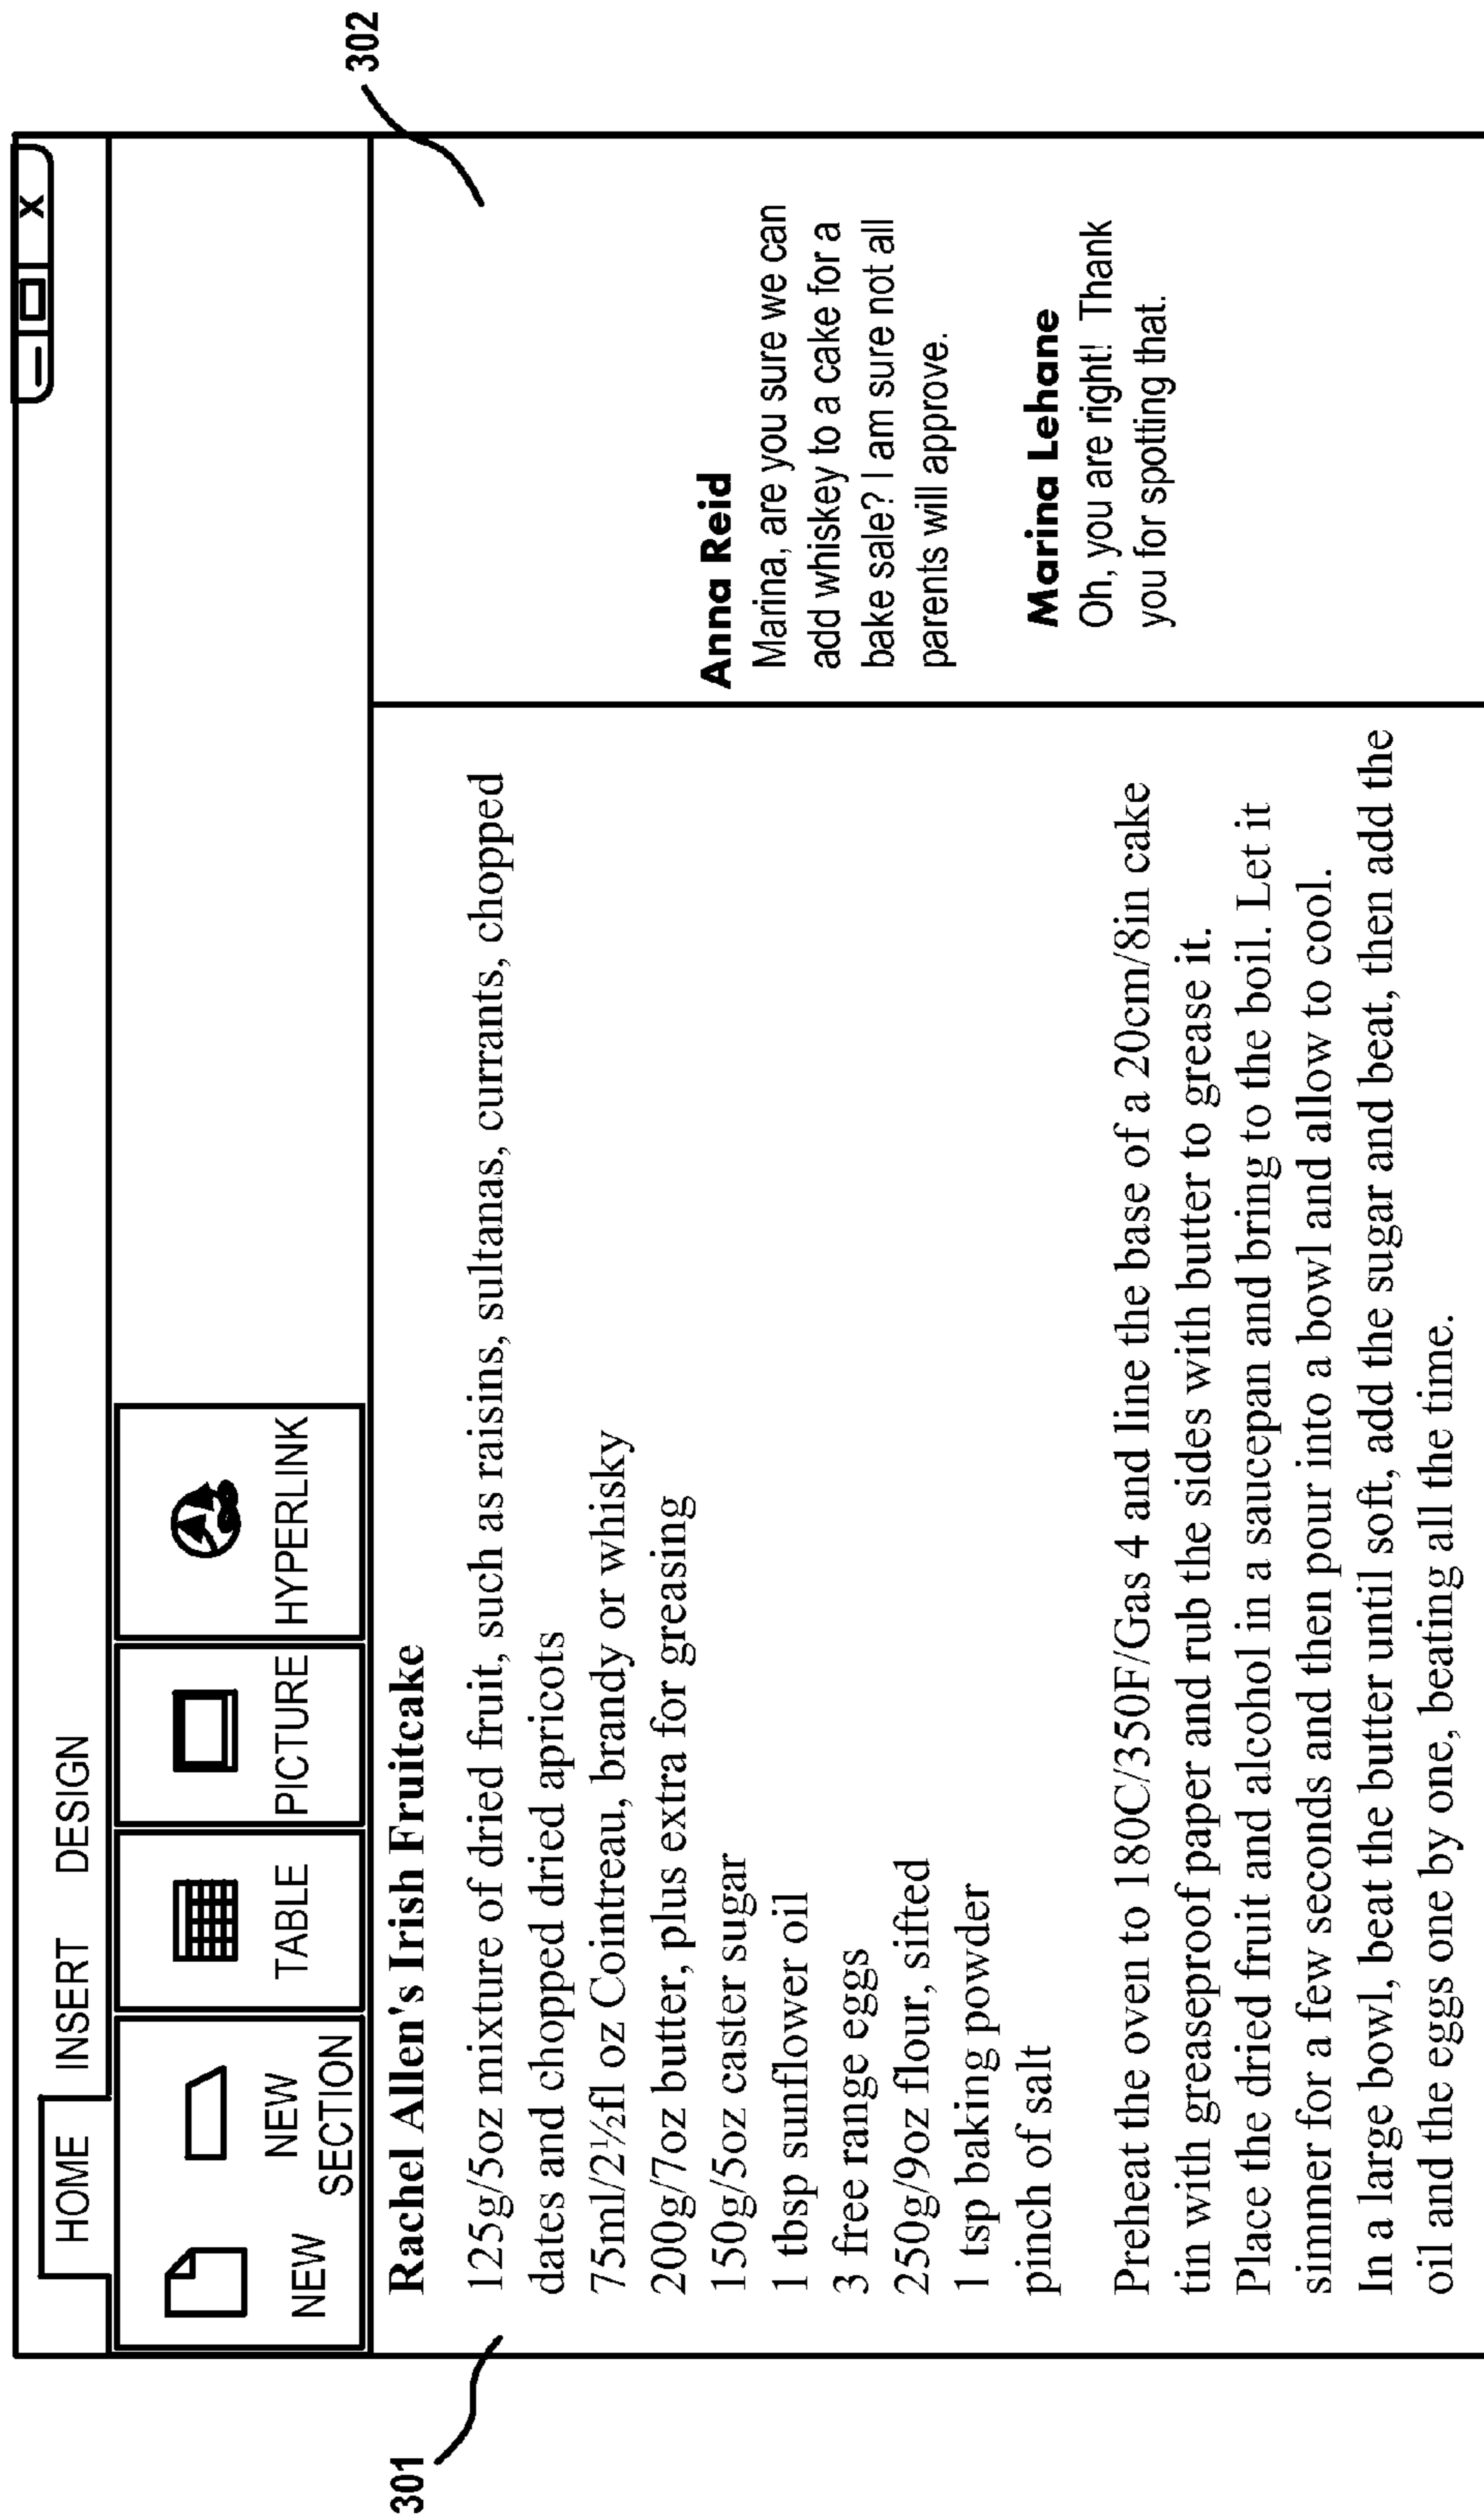 HOME INSERT DESIGN
X
NEW
NEW
SECTION
TABLE
PICTURE
HYPERLINK
301
302
Rachel Allen's Irish Fruitcake
125g/5oz mixture of dried fruit, such as raisins, sultanas, currants, chopped
dates and chopped dried apricots
75ml/2½fl oz Cointreau, brandy or whisky
200g/7oz butter, plus extra for greasing
150g/5oz caster sugar
1 tbsp sunflower oil
3 free range eggs
250g/9oz flour, sifted
1 tsp baking powder
pinch of salt
Preheat the oven to 180C/350F/Gas 4 and line the base of a 20cm/8in cake
tin with greaseproof paper and rub the sides with butter to grease it.
Place the dried fruit and alcohol in a saucepan and bring to the boil. Let it
simmer for a few seconds and then pour into a bowl and allow to cool.
In a large bowl, beat the butter until soft, add the sugar and beat, then add the
oil and the eggs one by one, beating all the time.
Anna Reid
Marina, are you sure we can
add whiskey to a cake for a
bake sale? I am sure not all
parents will approve.
Marina Lehane
Oh, you are right! Thank
you for spotting that.